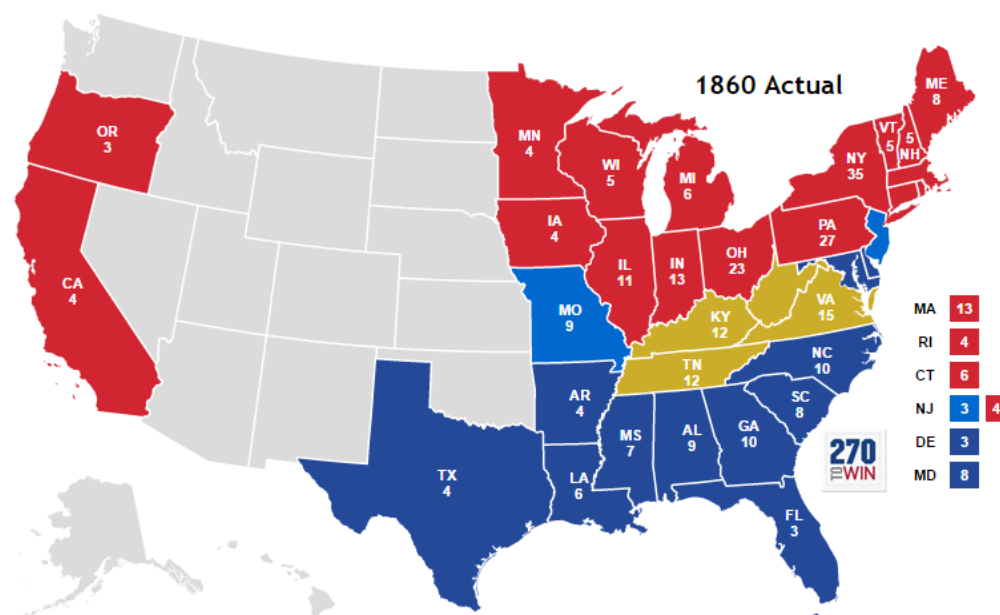 1860 Actual
ME
8
OR
3
MN
4
VT
5
5
NH
WI
5
NY
35
MI
6
IA
4
PA
27
OH
23
IL
11
IN
13
CA
4
MO
9
VA
15
KY
12
MA 13
RI 4
CT 6
NJ 3 4
DE 3
MD 8
NC
10
TN
12
AR
4
SC
8
MS
7
AL
9
GA
10
270
TO WIN
TX
4
LA
6
FL
3